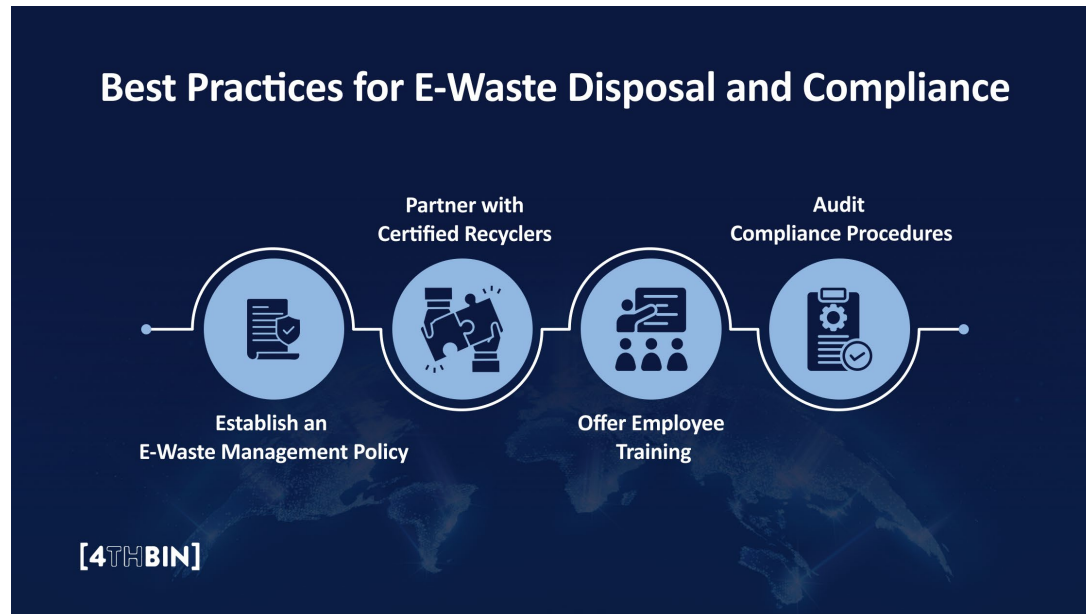 Best Practices for E-Waste Disposal and Compliance
Establish an
E-Waste Management Policy
Partner with
Certified Recyclers
Offer Employee
Training
Audit
Compliance Procedures
[4THBIN]